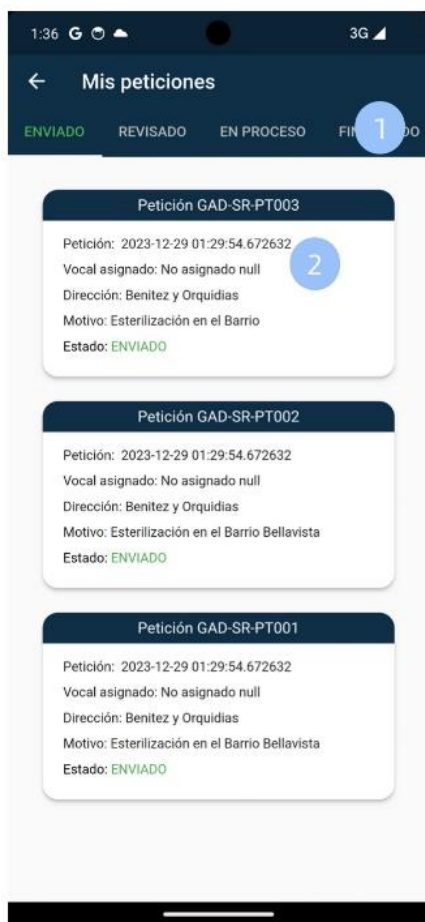 1:36 G 3G
Mis peticiones
ENVIADO REVISADO EN PROCESO 1
Petición GAD-SR-PT003
Petición: 2023-12-29 01:29:54.672632
Vocal asignado: No asignado null 2
Dirección: Benitez y Orquidias
Motivo: Esterilización en el Barrio
Estado: ENVIADO
Petición GAD-SR-PT002
Petición: 2023-12-29 01:29:54.672632
Vocal asignado: No asignado null
Dirección: Benitez y Orquidias
Motivo: Esterilización en el Barrio Bellavista
Estado: ENVIADO
Petición GAD-SR-PT001
Petición: 2023-12-29 01:29:54.672632
Vocal asignado: No asignado null
Dirección: Benitez y Orquidias
Motivo: Esterilización en el Barrio Bellavista
Estado: ENVIADO